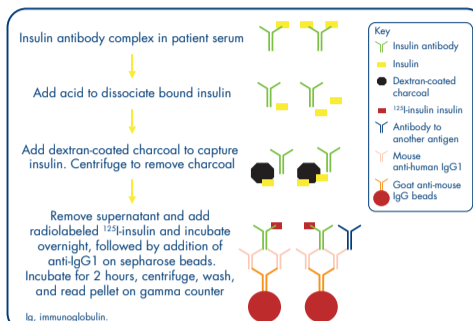 Insulin antibody complex in patient serum
Add acid to dissociate bound insulin
Add dextran-coated charcoal to capture
insulin. Centrifuge to remove charcoal
Remove supernatant and add
radiolabeled ¹²⁵I-insulin and incubate
overnight, followed by addition of
anti-IgG1 on sepharose beads.
Incubate for 2 hours, centrifuge, wash,
and read pellet on gamma counter
Ig, immunoglobulin.
Key
Insulin antibody
Insulin
Dextran-coated
charcoal
¹²⁵I-insulin insulin
Antibody to
another antigen
Mouse
anti-human IgG1
Goat anti-mouse
IgG beads